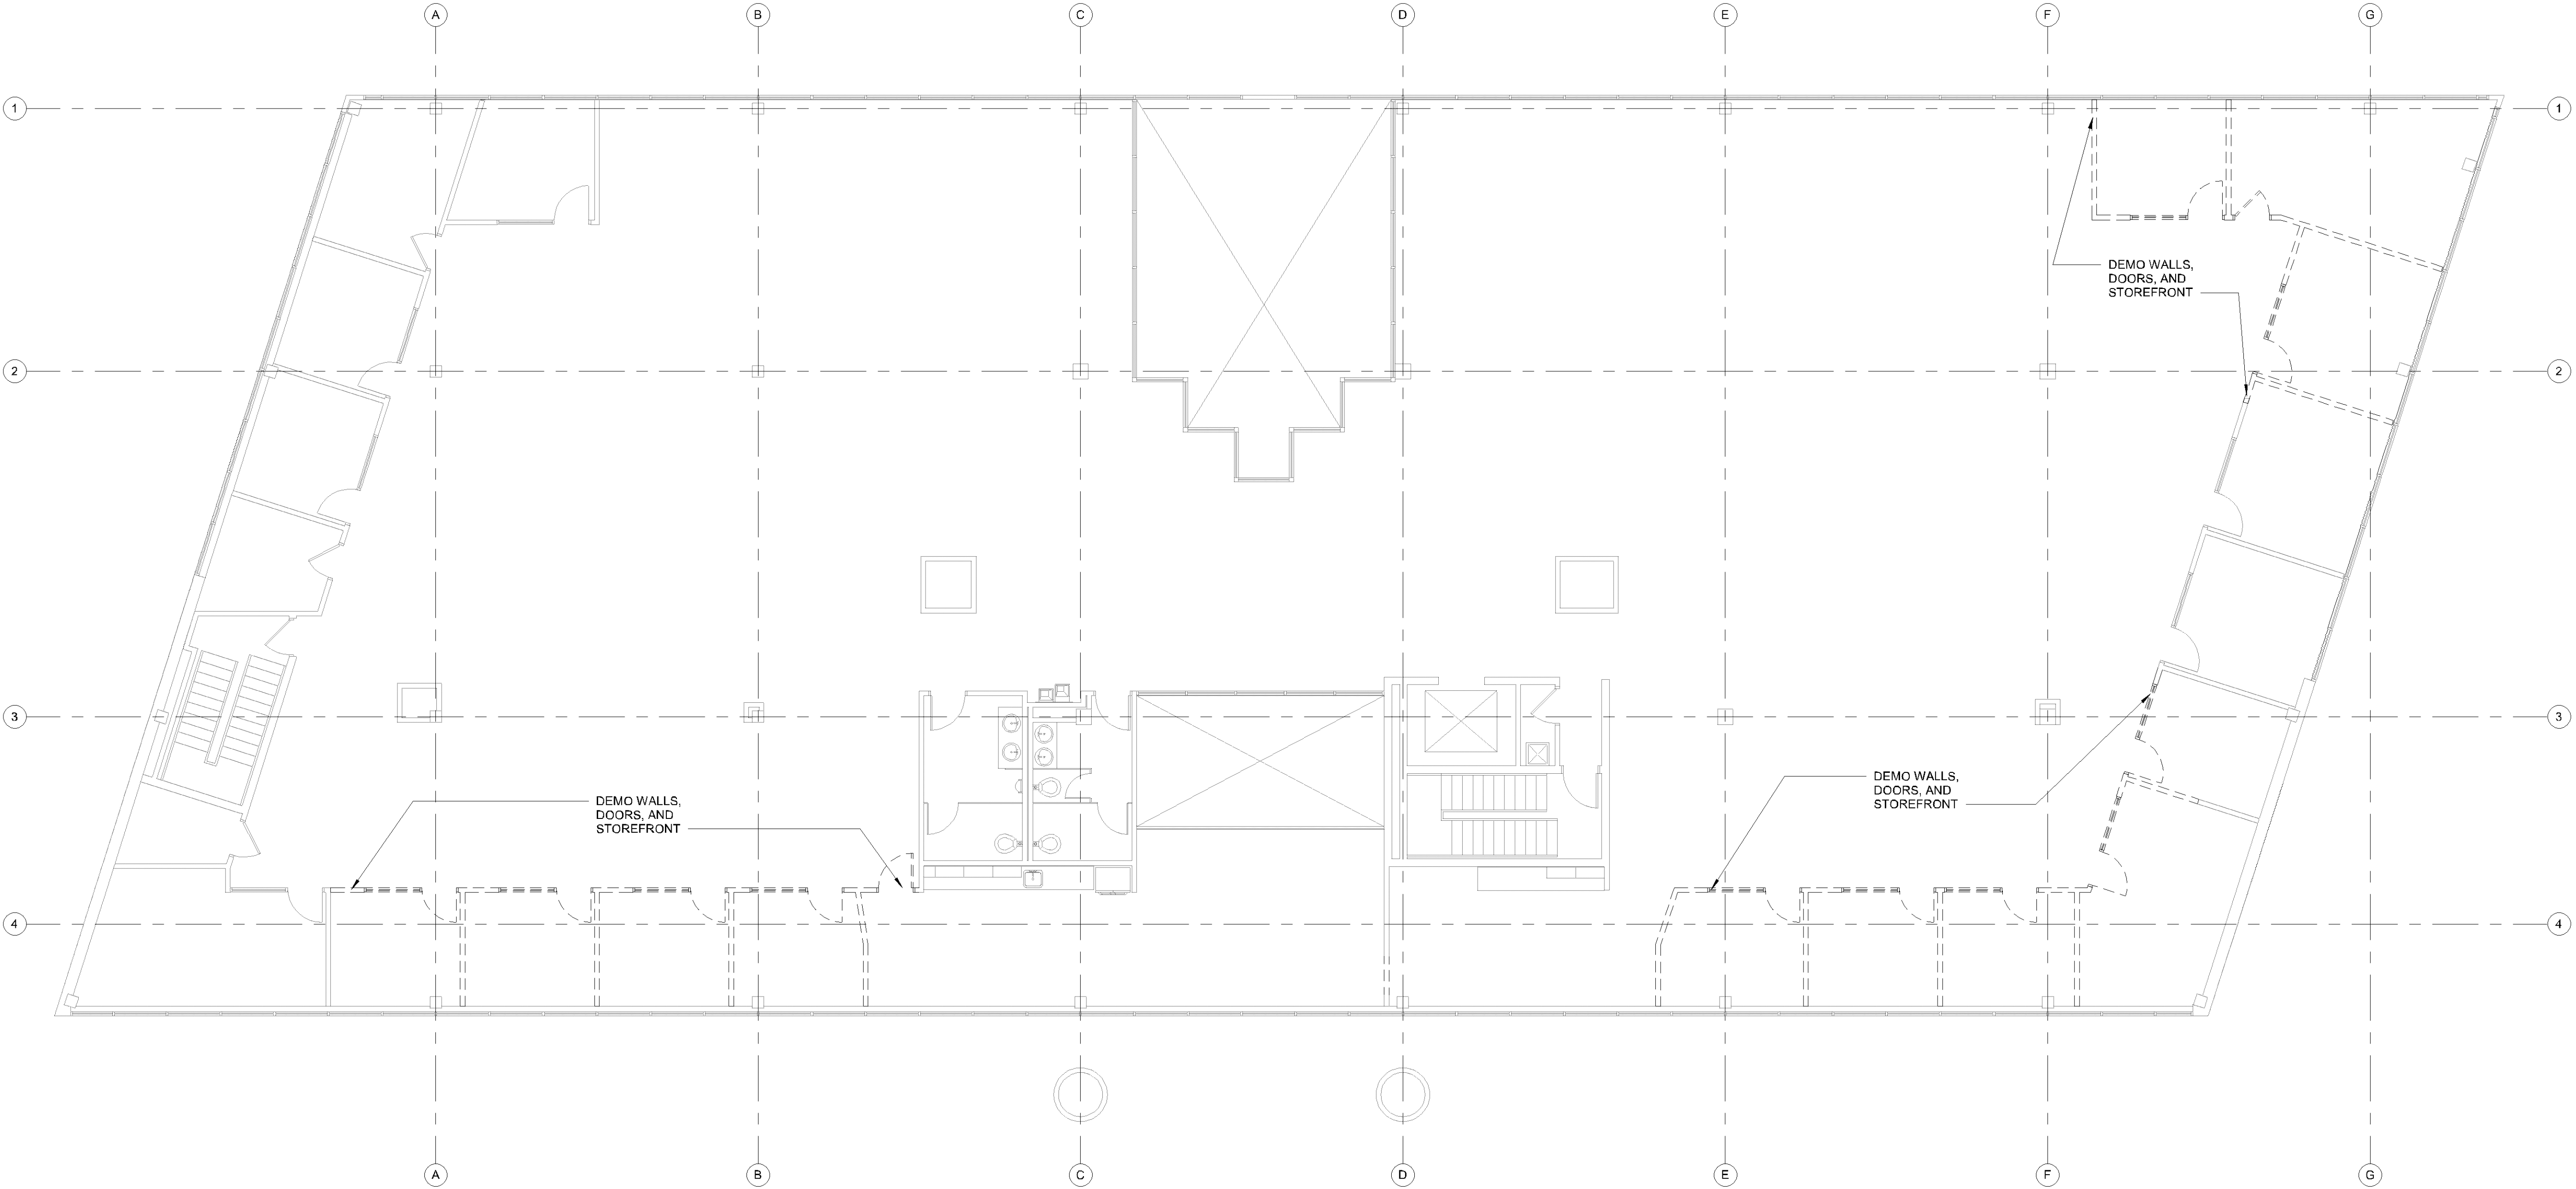 A B C D E F G
1 1
DEMO WALLS,
DOORS, AND
STOREFRONT
2 2
3 3
DEMO WALLS,
DOORS, AND
STOREFRONT
DEMO WALLS,
DOORS, AND
STOREFRONT
4 4
A B C D E F G